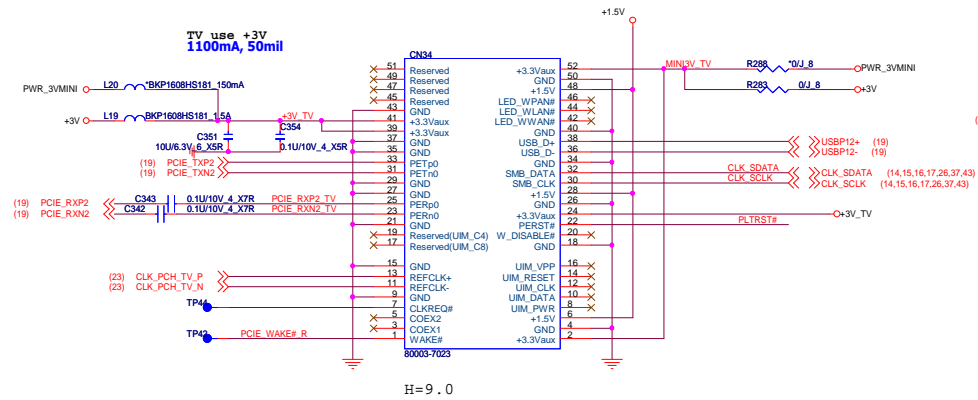 +1.5V
TV use +3V
1100mA, 50mil
CN34
PWR_3VMINI L20 *BKP1608HS181_150mA
+3V L19 BKP1608HS181_1.5A +3V_TV
C351 C354
10U/6.3V_6_X5R 0.1U/10V_4_X5R
(19) PCIE_TXP2
(19) PCIE_TXN2
C343 0.1U/10V_4_X7R PCIE_RXP2_TV
(19) PCIE_RXP2
(19) PCIE_RXN2 C342 0.1U/10V_4_X7R PCIE_RXN2_TV
(23) CLK_PCH_TV_P
(23) CLK_PCH_TV_N
TP44
TP42 PCIE_WAKE#_R
51 Reserved +3.3Vaux 52
49 Reserved GND 50
47 Reserved +1.5V 48
45 Reserved LED_WPAN# 46
43 GND LED_WLAN# 44
41 +3.3Vaux LED_WWAN# 42
39 +3.3Vaux GND 40
37 GND USB_D+ 38
35 GND USB_D- 36
33 PETp0 GND 34
31 PETn0 SMB_DATA 32
29 GND SMB_CLK 30
27 GND +1.5V 28
25 PERp0 GND 26
23 PERn0 +3.3Vaux 24
21 GND PERST# 22
19 Reserved(UIM_C4) W_DISABLE# 20
17 Reserved(UIM_C8) GND 18
15 GND UIM_VPP 16
13 REFCLK+ UIM_RESET 14
11 REFCLK- UIM_CLK 12
9 GND UIM_DATA 10
7 CLKREQ# UIM_PWR 8
5 COEX2 +1.5V 6
3 COEX1 GND 4
1 WAKE# +3.3Vaux 2
80003-7023
MINI3V_TV R288 *0/J_8 PWR_3VMINI
R283 0/J_8 +3V
(
USBP12+ (19)
USBP12- (19)
CLK_SDATA CLK_SDATA (14,15,16,17,26,37,43)
CLK_SCLK CLK_SCLK (14,15,16,17,26,37,43)
+3V_TV
PLTRST#
H=9.0